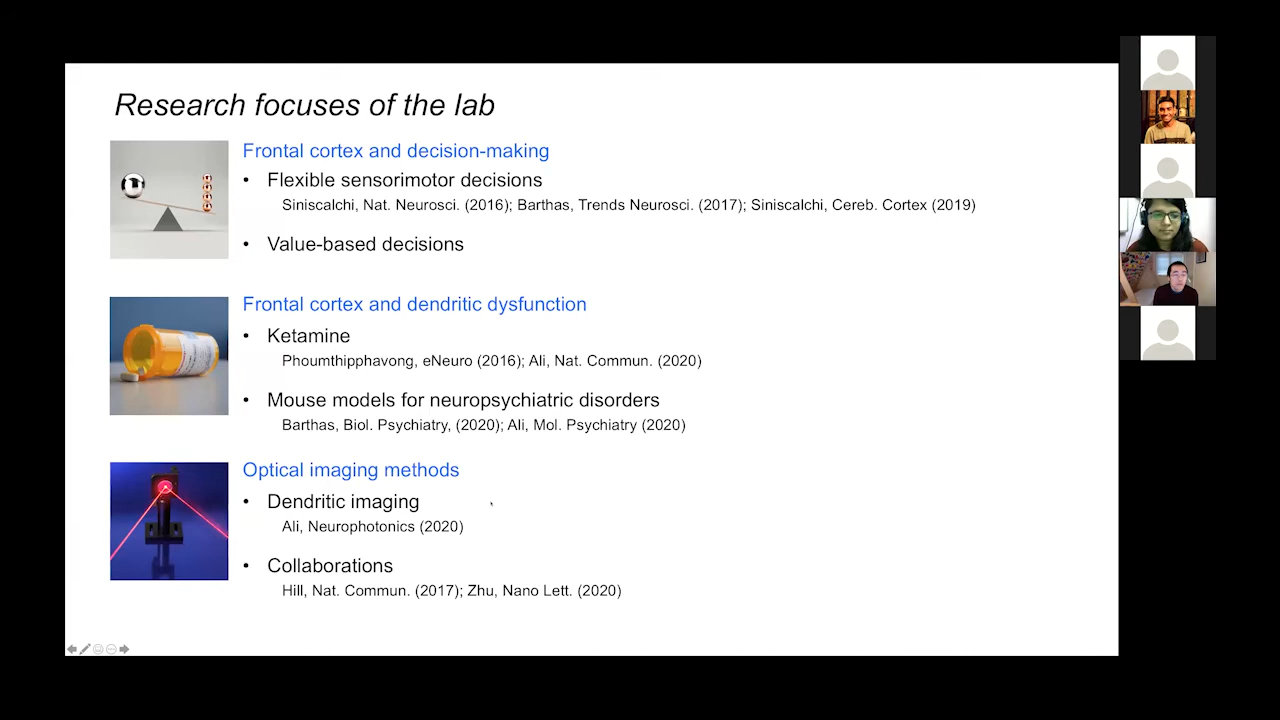 Research focuses of the lab
Frontal cortex and decision-making
• Flexible sensorimotor decisions
Siniscalchi, Nat. Neurosci. (2016); Barthas, Trends Neurosci. (2017); Siniscalchi, Cereb. Cortex (2019)
• Value-based decisions
Frontal cortex and dendritic dysfunction
• Ketamine
Phoumthipphavong, eNeuro (2016); Ali, Nat. Commun. (2020)
• Mouse models for neuropsychiatric disorders
Barthas, Biol. Psychiatry, (2020); Ali, Mol. Psychiatry (2020)
Optical imaging methods
• Dendritic imaging
Ali, Neurophotonics (2020)
• Collaborations
Hill, Nat. Commun. (2017); Zhu, Nano Lett. (2020)